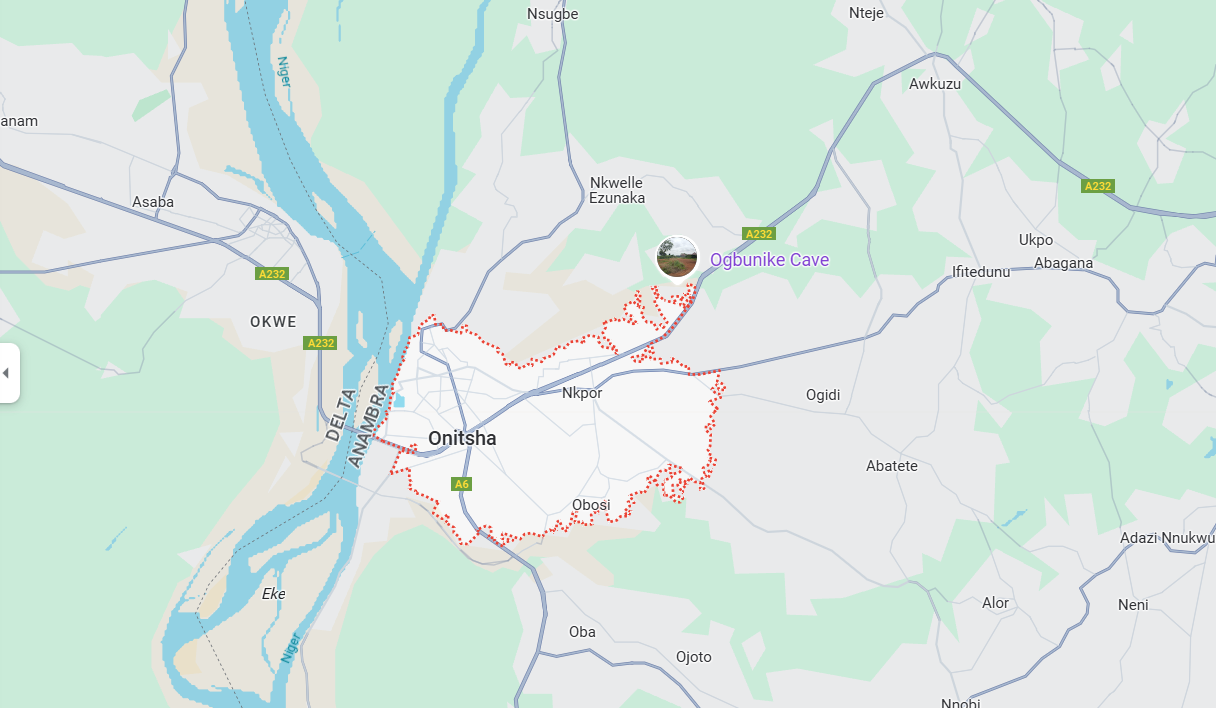 Nsugbe
Nteje
Niger
Awkuzu
anam
A232
Nkwelle
Ezunaka
Asaba
A232
Ukpo
Abagana
Ogbunike Cave
Ifitedunu
A232
OKWE
A232
DELTA
ANAMBRA
Nkpor
Ogidi
Onitsha
Abatete
A6
Obosi
Adazi Nnukwu
Eke
Alor
Neni
Oba
Niger
Ojoto
Nnobi